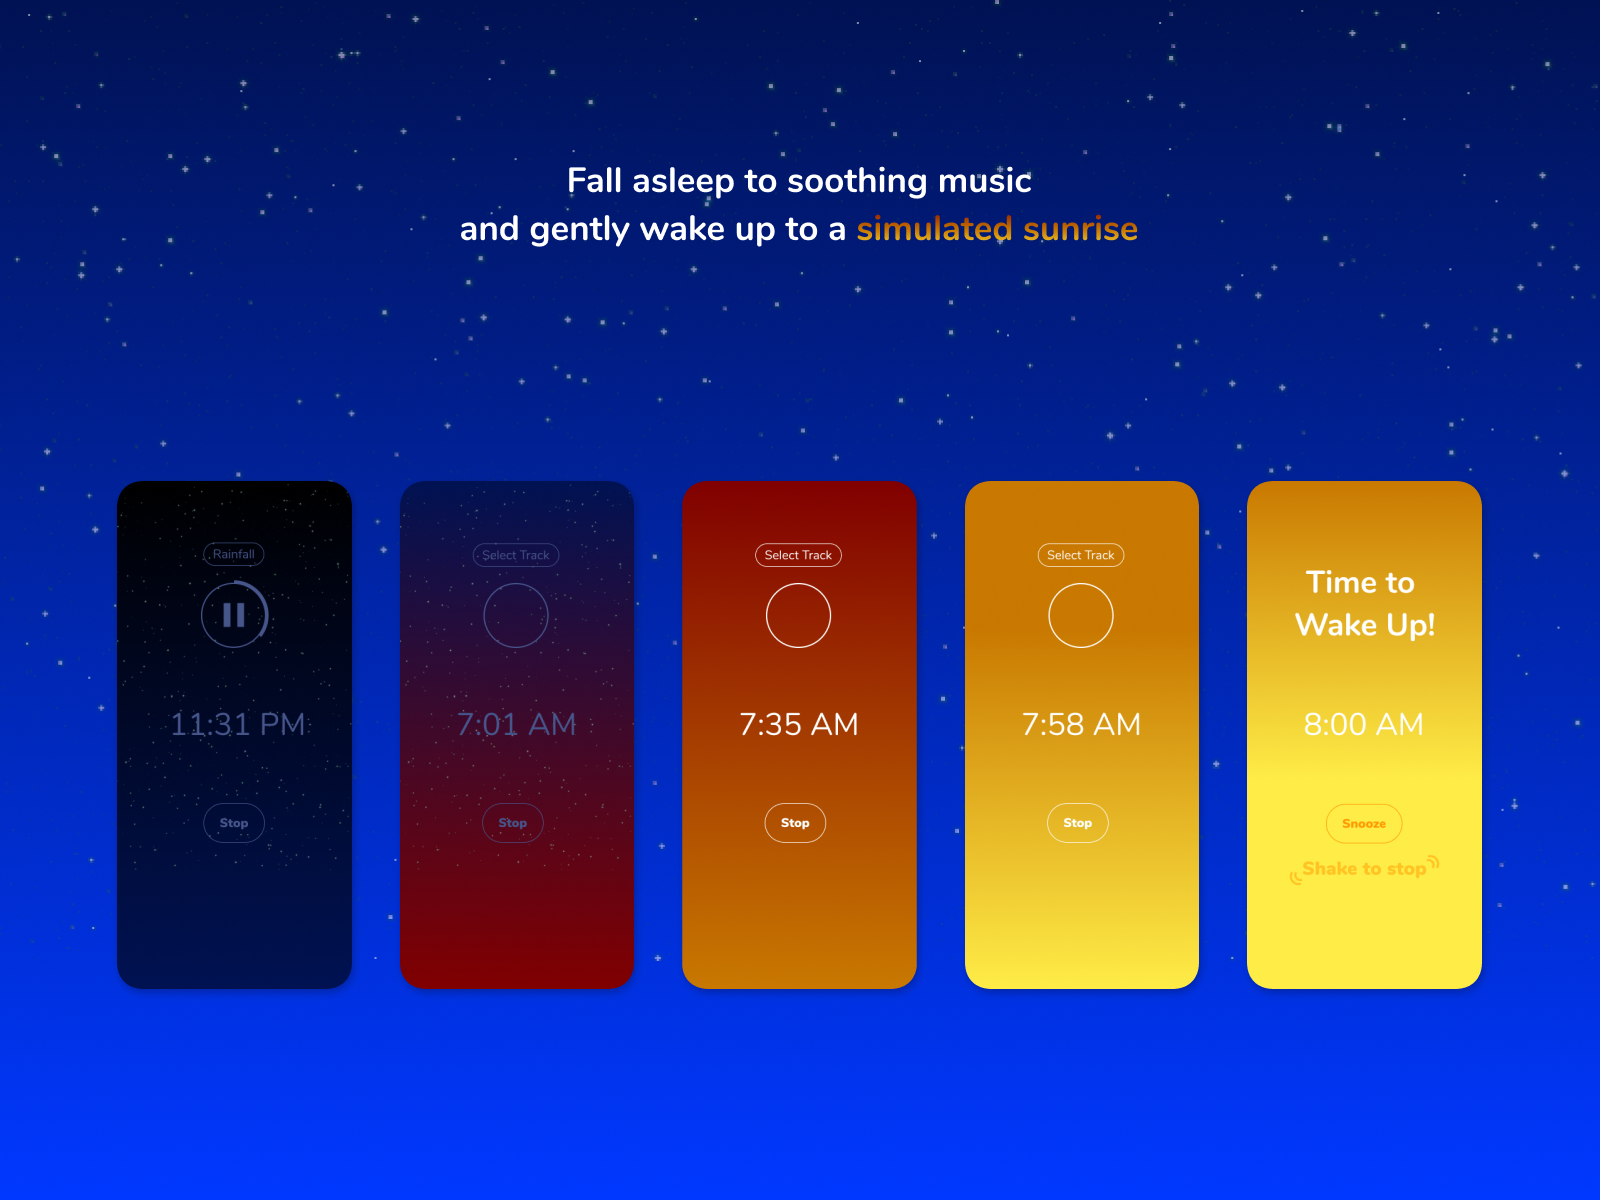 Fall asleep to soothing music
and gently wake up to a simulated sunrise
Rainfall
11:31 PM
Stop
Select Track
7:01 AM
Stop
Select Track
7:35 AM
Stop
Select Track
7:58 AM
Stop
Time to
Wake Up!
8:00 AM
Snooze
Shake to stop